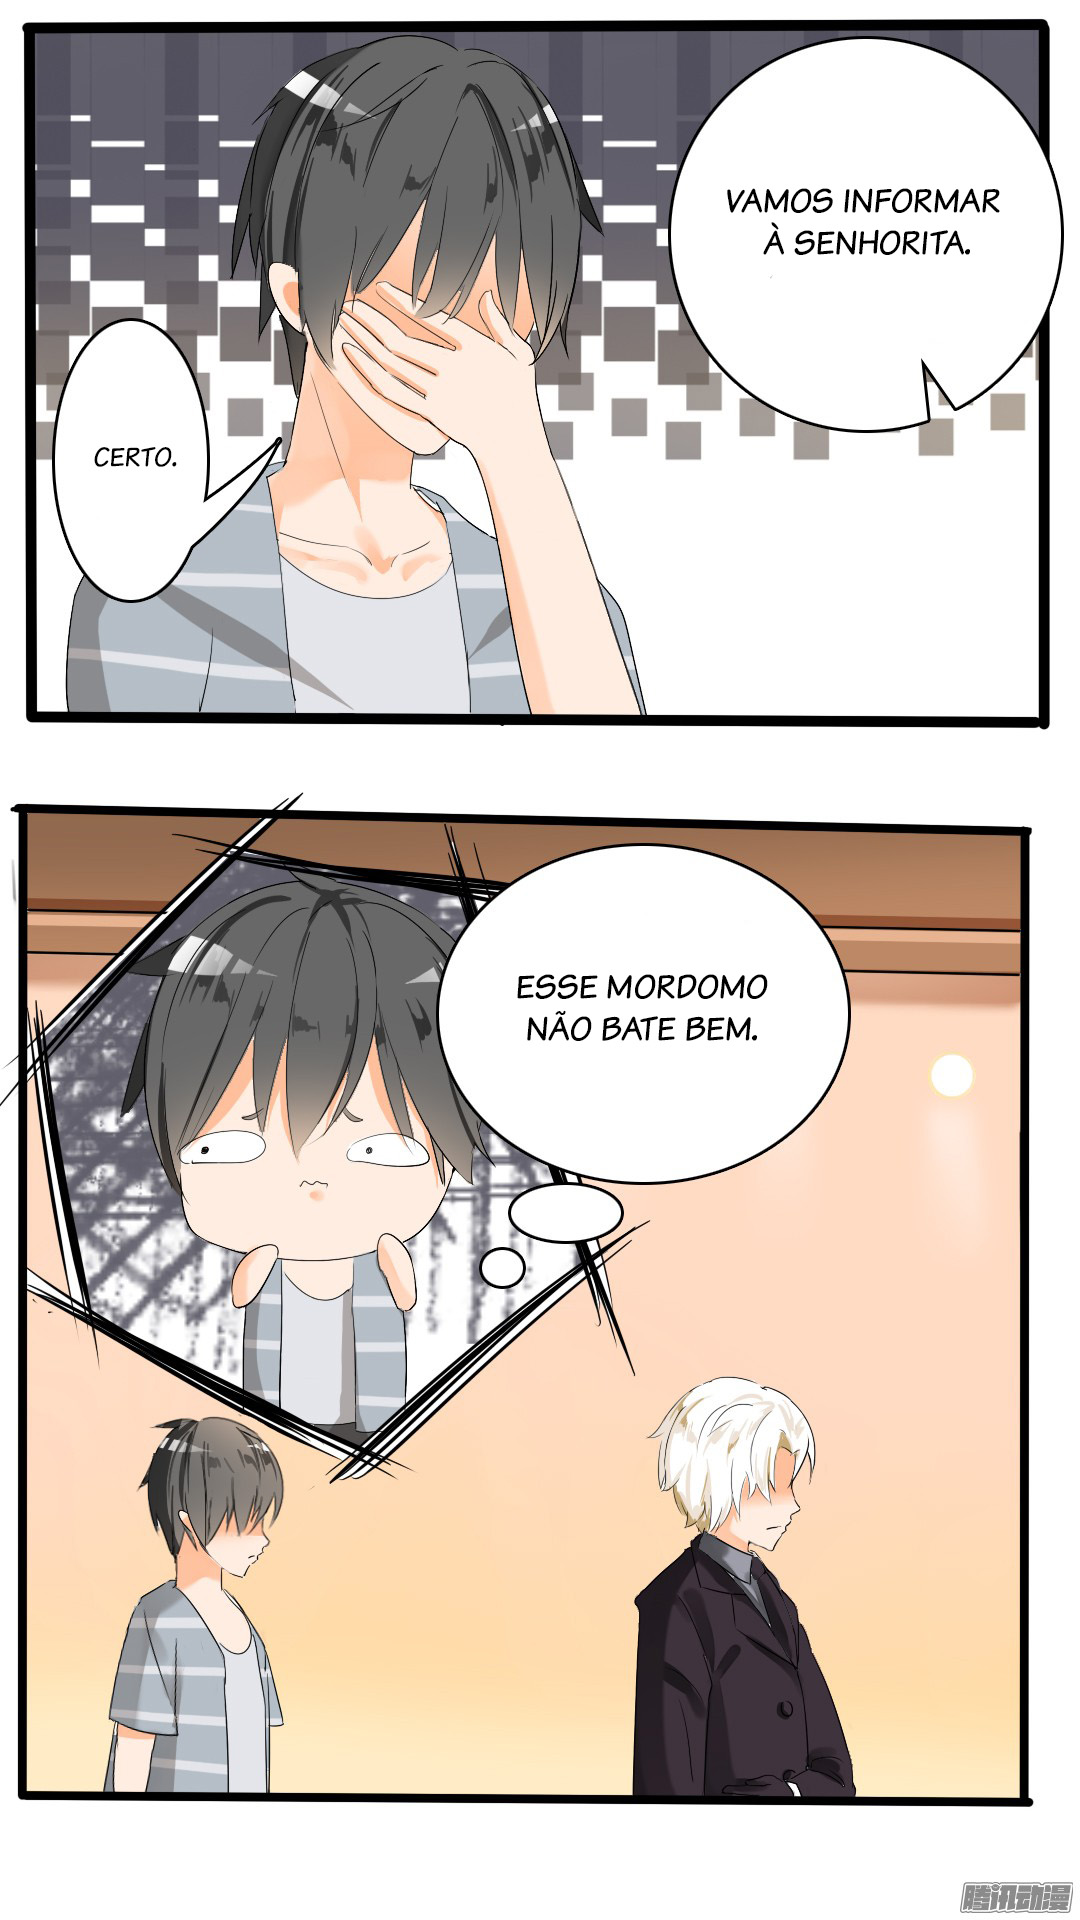 VAMOS INFORMAR
À SENHORITA.
CERTO.
ESSE MORDOMO
NÃO BATE BEM.
腾讯动漫